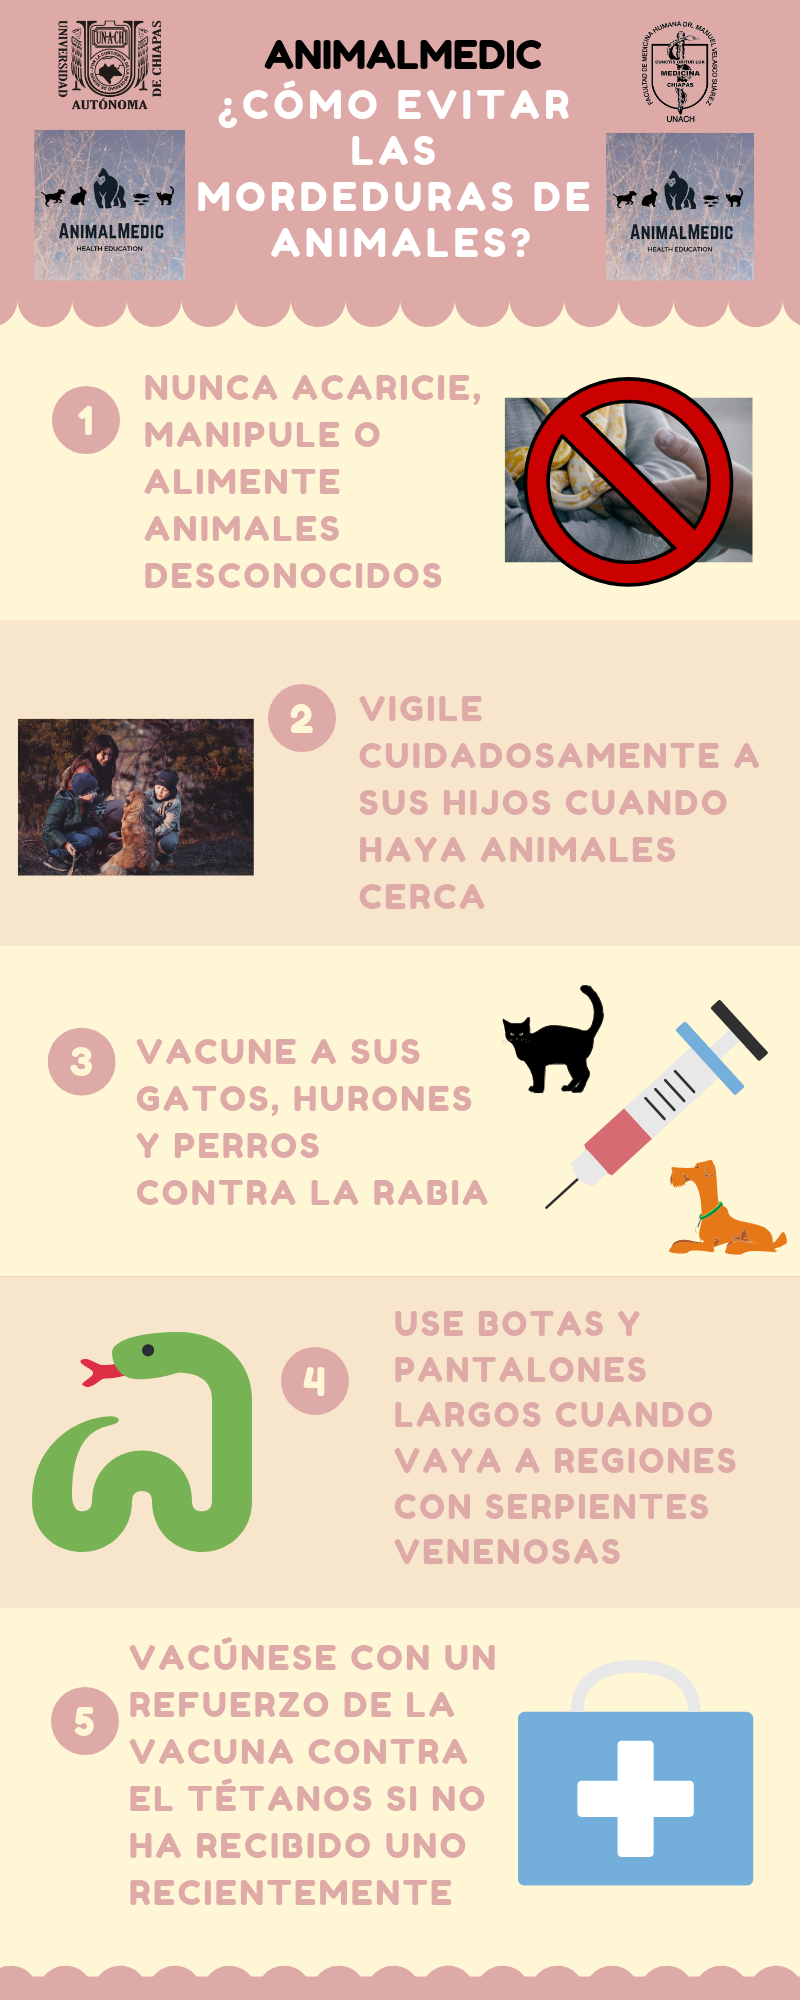 UNIVERSIDAD
UNACH
DE CHIAPAS
AUTÓNOMA
FACULTAD DE MEDICINA HUMANA DR. MANUEL VELASCO SUÁREZ
MEDICINA
CHIAPAS
UNACH
ANIMALMEDIC
¿CÓMO EVITAR
LAS
MORDEDURAS DE
ANIMALES?
ANIMALMEDIC
HEALTH EDUCATION
ANIMALMEDIC
HEALTH EDUCATION
1
NUNCA ACARICIE,
MANIPULE O
ALIMENTE
ANIMALES
DESCONOCIDOS
2
VIGILE
CUIDADOSAMENTE A
SUS HIJOS CUANDO
HAYA ANIMALES
CERCA
3
VACUNE A SUS
GATOS, HURONES
Y PERROS
CONTRA LA RABIA
4
USE BOTAS Y
PANTALONES
LARGOS CUANDO
VAYA A REGIONES
CON SERPIENTES
VENENOSAS
5
VACÚNESE CON UN
REFUERZO DE LA
VACUNA CONTRA
EL TÉTANOS SI NO
HA RECIBIDO UNO
RECIENTEMENTE